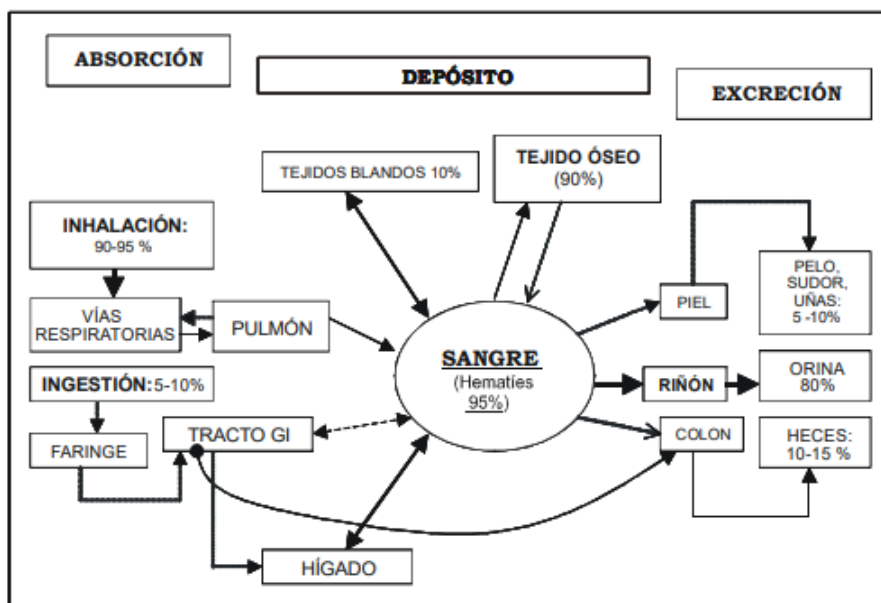 ABSORCIÓN
DEPÓSITO
EXCRECIÓN
TEJIDOS BLANDOS 10%
TEJIDO ÓSEO
(90%)
INHALACIÓN:
90-95 %
VÍAS
RESPIRATORIAS
PULMÓN
INGESTIÓN: 5-10%
FARINGE
TRACTO GI
HÍGADO
SANGRE
(Hematíes
95%)
PIEL
PELO,
SUDOR,
UÑAS:
5 -10%
RIÑÓN
ORINA
80%
COLON
HECES:
10-15 %